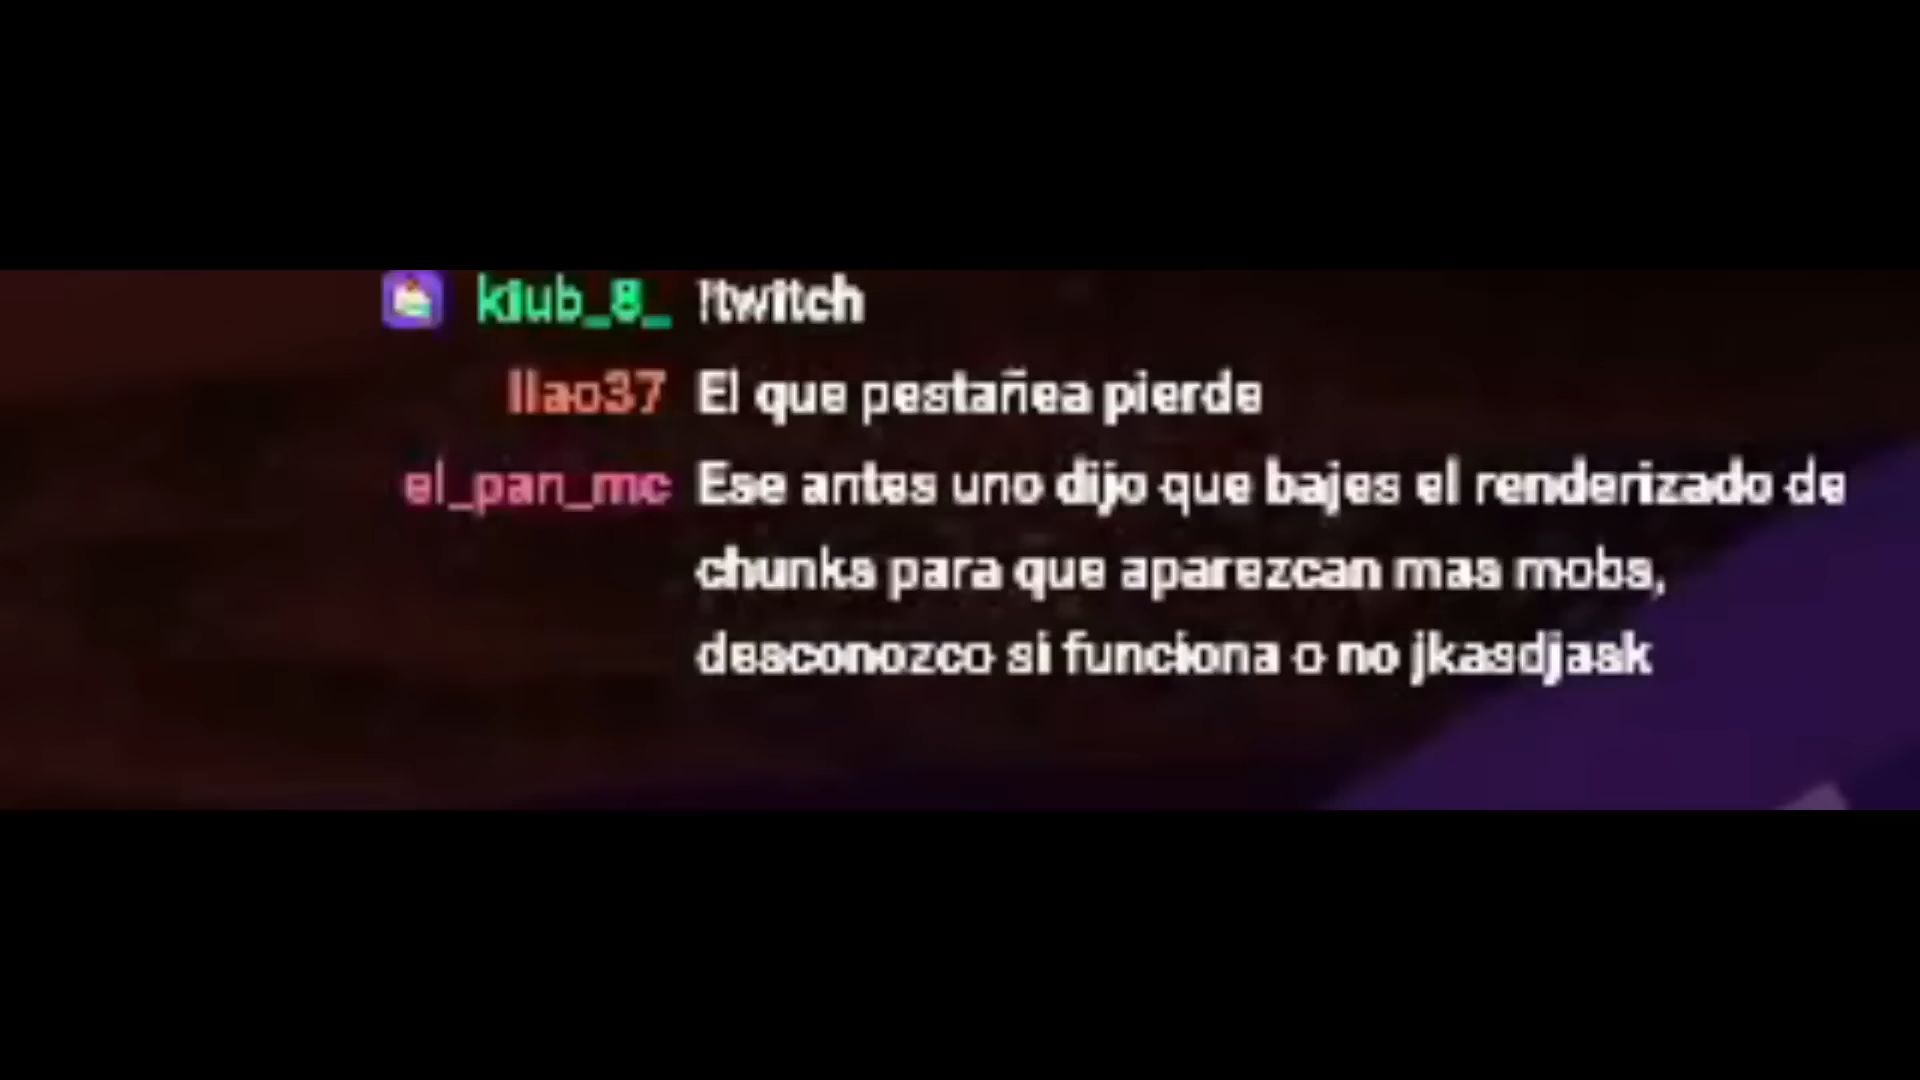 kiub_8_ !twitch
llao37 El que pestañea pierde
el_pan_mc Ese antes uno dijo que bajes el renderizado de
chunks para que aparezcan mas mobs,
desconozco si funciona o no jkasdjask